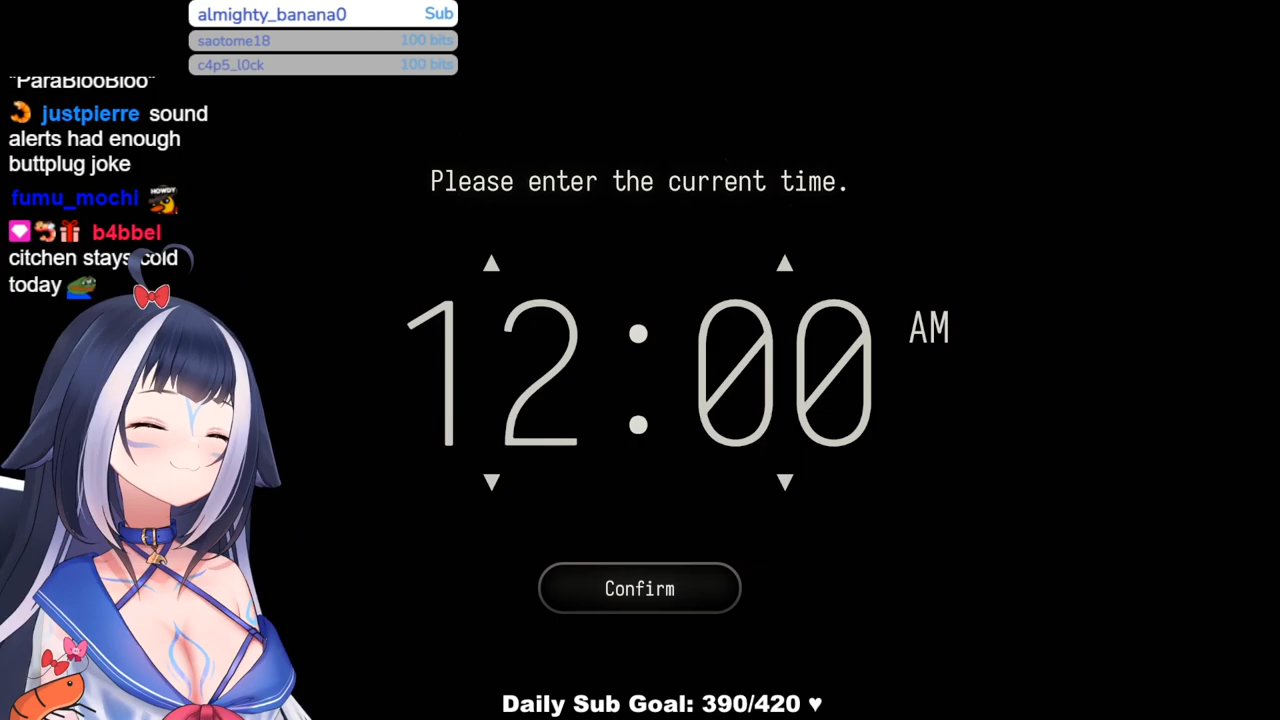 almighty_banana0 Sub
saotome18 100 bits
c4p5_l0ck 100 bits
"ParaBlooBloo"
justpierre sound
alerts had enough
buttplug joke
fumu_mochi HOWDY
b4bbel
citchen stays cold
today
Please enter the current time.
12:00 AM
Confirm
Daily Sub Goal: 390/420 ♥